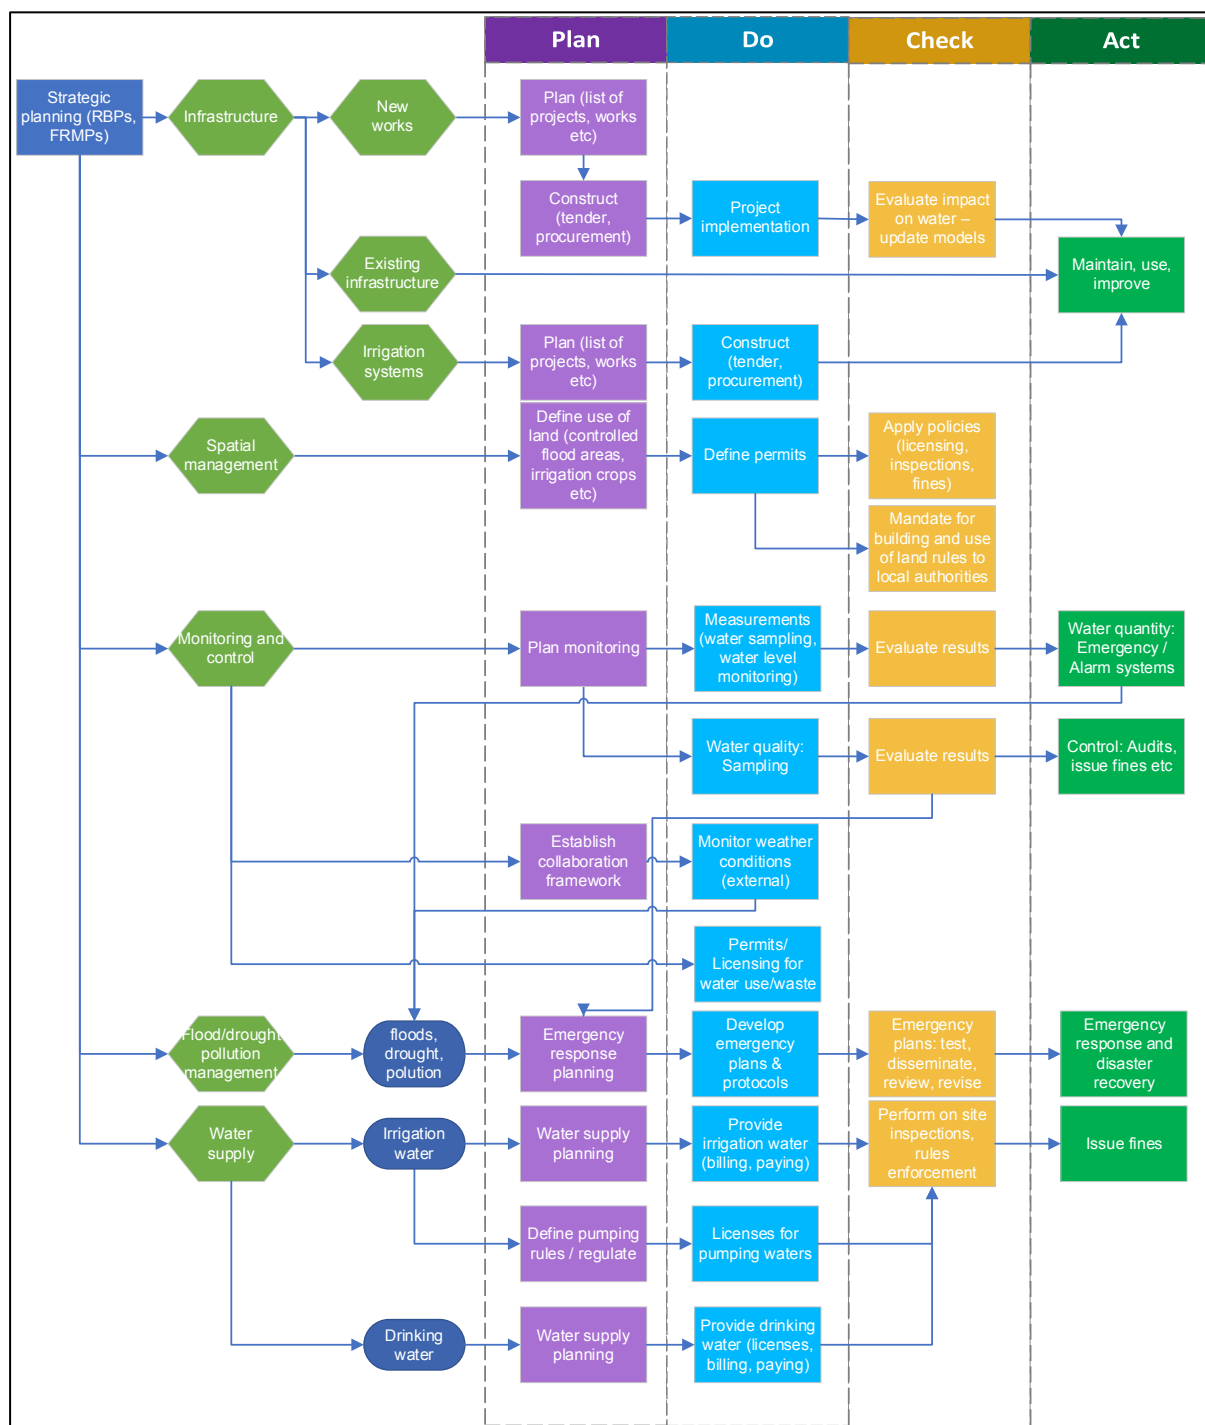 Plan
Do
Check
Act
Strategic
planning (RBPs,
FRMPs)
Infrastructure
New
works
Plan (list of
projects, works
etc)
Construct
(tender,
procurement)
Project
implementation
Evaluate impact
on water –
update models
Existing
infrastructure
Maintain, use,
improve
Irrigation
systems
Plan (list of
projects, works
etc)
Construct
(tender,
procurement)
Spatial
management
Define use of
land (controlled
flood areas,
irrigation crops
etc)
Define permits
Apply policies
(licensing,
inspections,
fines)
Mandate for
building and use
of land rules to
local authorities
Monitoring and
control
Plan monitoring
Measurements
(water sampling,
water level
monitoring)
Evaluate results
Water quantity:
Emergency /
Alarm systems
Water quality:
Sampling
Evaluate results
Control: Audits,
issue fines etc
Establish
collaboration
framework
Monitor weather
conditions
(external)
Permits/
Licensing for
water use/waste
Flood/drought
pollution
management
floods,
drought,
polution
Emergency
response
planning
Develop
emergency
plans &
protocols
Emergency
plans: test,
disseminate,
review, revise
Emergency
response and
disaster
recovery
Water
supply
Irrigation
water
Water supply
planning
Provide
irrigation water
(billing, paying)
Perform on site
inspections,
rules
enforcement
Issue fines
Define pumping
rules / regulate
Licenses for
pumping waters
Drinking
water
Water supply
planning
Provide drinking
water (licenses,
billing, paying)